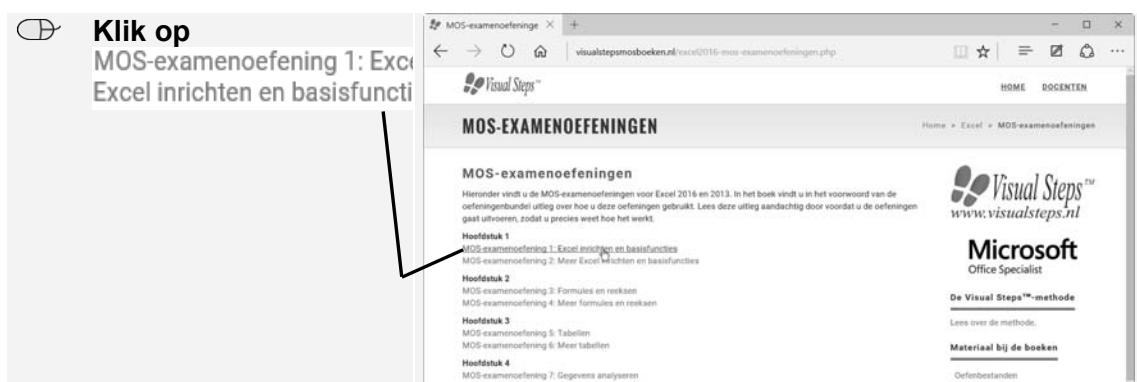 Klik op
MOS-examenoefening 1: Exce
Excel inrichten en basisfuncti
MOS-examenoefeninge
visualstepsmosboeken.nl/excel2016-mos-examenoefeningen.php
Visual Steps™
HOME DOCENTEN
MOS-EXAMENOEFENINGEN
Home » Excel » MOS-examenoefeningen
MOS-examenoefeningen
Hieronder vindt u de MOS-examenoefeningen voor Excel 2016 en 2013. In het boek vindt u in het voorwoord van de
oefeningenbundel uitleg over hoe u deze oefeningen gebruikt. Lees deze uitleg aandachtig door voordat u de oefeningen
gaat uitvoeren, zodat u precies weet hoe het werkt.
Hoofdstuk 1
MOS-examenoefening 1: Excel inrichten en basisfuncties
MOS-examenoefening 2: Meer Excel inrichten en basisfuncties
Hoofdstuk 2
MOS-examenoefening 3: Formules en reeksen
MOS-examenoefening 4: Meer formules en reeksen
Hoofdstuk 3
MOS-examenoefening 5: Tabellen
MOS-examenoefening 6: Meer tabellen
Hoofdstuk 4
MOS-examenoefening 7: Gegevens analyseren
Visual Steps™
www.visualsteps.nl
Microsoft
Office Specialist
De Visual Steps™-methode
Lees over de methode.
Materiaal bij de boeken
Oefenbestanden